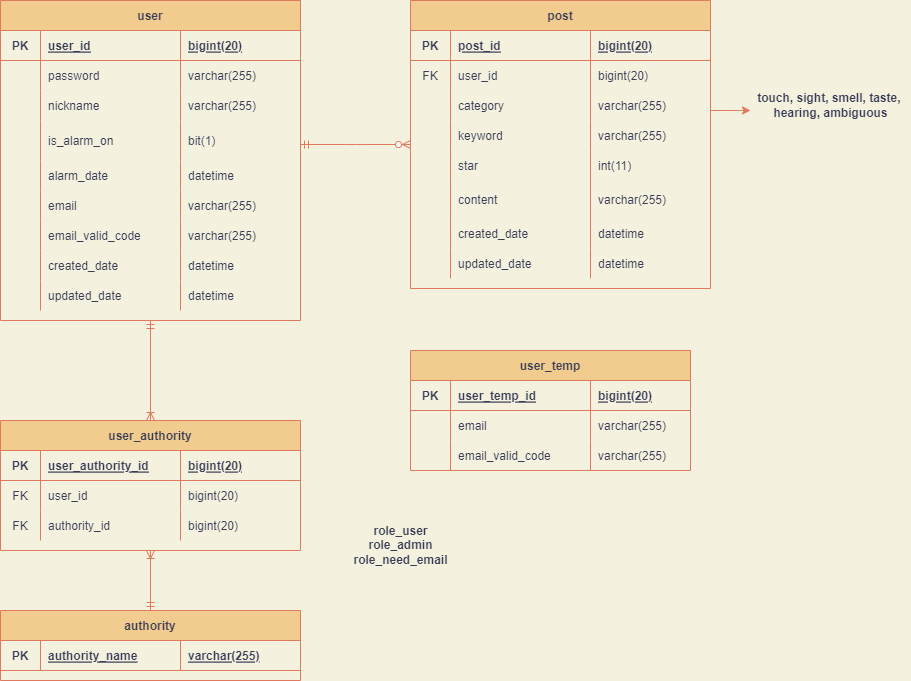 user
PK user_id bigint(20)
password varchar(255)
nickname varchar(255)
is_alarm_on bit(1)
alarm_date datetime
email varchar(255)
email_valid_code varchar(255)
created_date datetime
updated_date datetime
post
PK post_id bigint(20)
FK user_id bigint(20)
category varchar(255)
keyword varchar(255)
star int(11)
content varchar(255)
created_date datetime
updated_date datetime
touch, sight, smell, taste,
hearing, ambiguous
user_temp
PK user_temp_id bigint(20)
email varchar(255)
email_valid_code varchar(255)
user_authority
PK user_authority_id bigint(20)
FK user_id bigint(20)
FK authority_id bigint(20)
role_user
role_admin
role_need_email
authority
PK authority_name varchar(255)